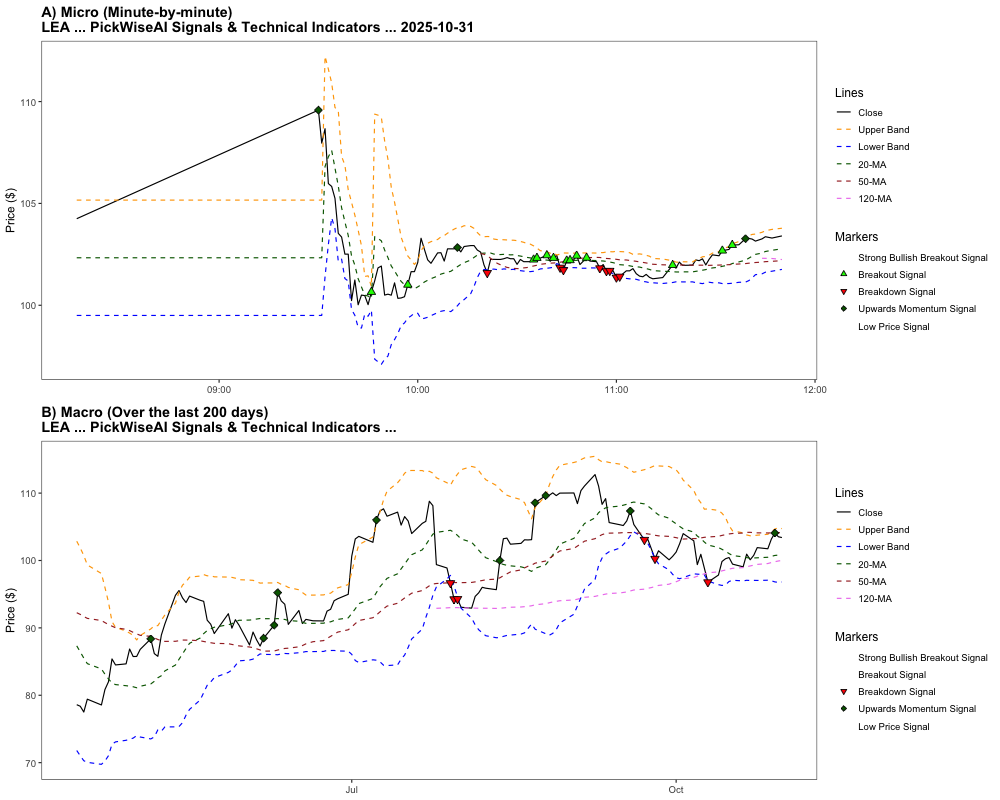 A) Micro (Minute-by-minute)
LEA ... PickWiseAI Signals & Technical Indicators ... 2025-10-31
Price ($)
110
105
100
09:00
10:00
11:00
12:00
Lines
Close
Upper Band
Lower Band
20-MA
50-MA
120-MA
Markers
Strong Bullish Breakout Signal
Breakout Signal
Breakdown Signal
Upwards Momentum Signal
Low Price Signal
B) Macro (Over the last 200 days)
LEA ... PickWiseAI Signals & Technical Indicators ...
Price ($)
110
100
90
80
70
Jul
Oct
Lines
Close
Upper Band
Lower Band
20-MA
50-MA
120-MA
Markers
Strong Bullish Breakout Signal
Breakout Signal
Breakdown Signal
Upwards Momentum Signal
Low Price Signal